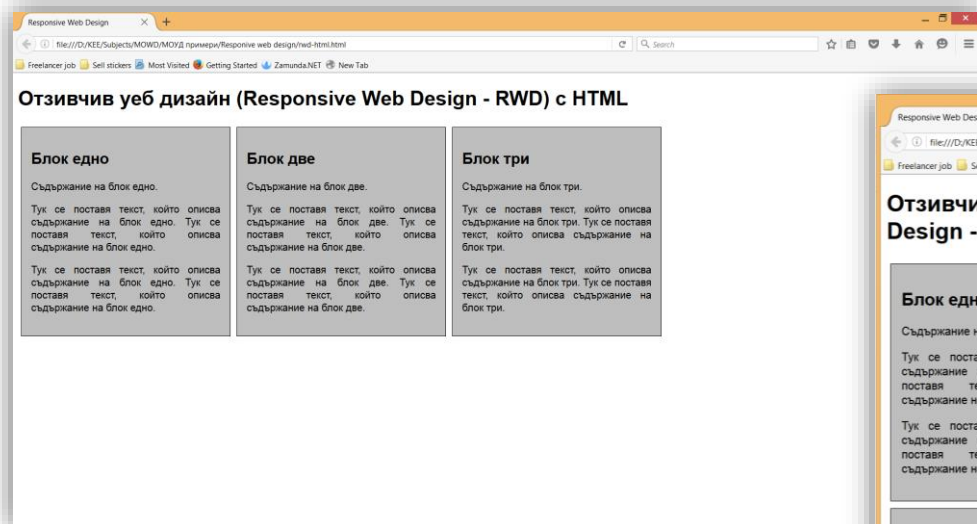 Responsive Web Design
file:///D:/KEE/Subjects/MOWD/МОУД примери/Responive web design/rwd-html.html
Search
Freelancer job Sell stickers Most Visited Getting Started Zamunda.NET New Tab
Отзивчив уеб дизайн (Responsive Web Design - RWD) с HTML
Блок едно
Съдържание на блок едно.
Тук се поставя текст, който описва
съдържание на блок едно. Тук се
поставя текст, който описва
съдържание на блок едно.
Тук се поставя текст, който описва
съдържание на блок едно. Тук се
поставя текст, който описва
съдържание на блок едно.
Блок две
Съдържание на блок две.
Тук се поставя текст, който описва
съдържание на блок две. Тук се
поставя текст, който описва
съдържание на блок две.
Тук се поставя текст, който описва
съдържание на блок две. Тук се
поставя текст, който описва
съдържание на блок две.
Блок три
Съдържание на блок три.
Тук се поставя текст, който описва
съдържание на блок три. Тук се поставя
текст, който описва съдържание на
блок три.
Тук се поставя текст, който описва
съдържание на блок три. Тук се поставя
текст, който описва съдържание на
блок три.
Responsive Web Des
file:///D:/KEE
Freelancer job S
Отзивчи
Design -
Блок едн
Съдържание н
Тук се поста
съдържание
поставя те
съдържание н
Тук се поста
съдържание
поставя те
съдържание н